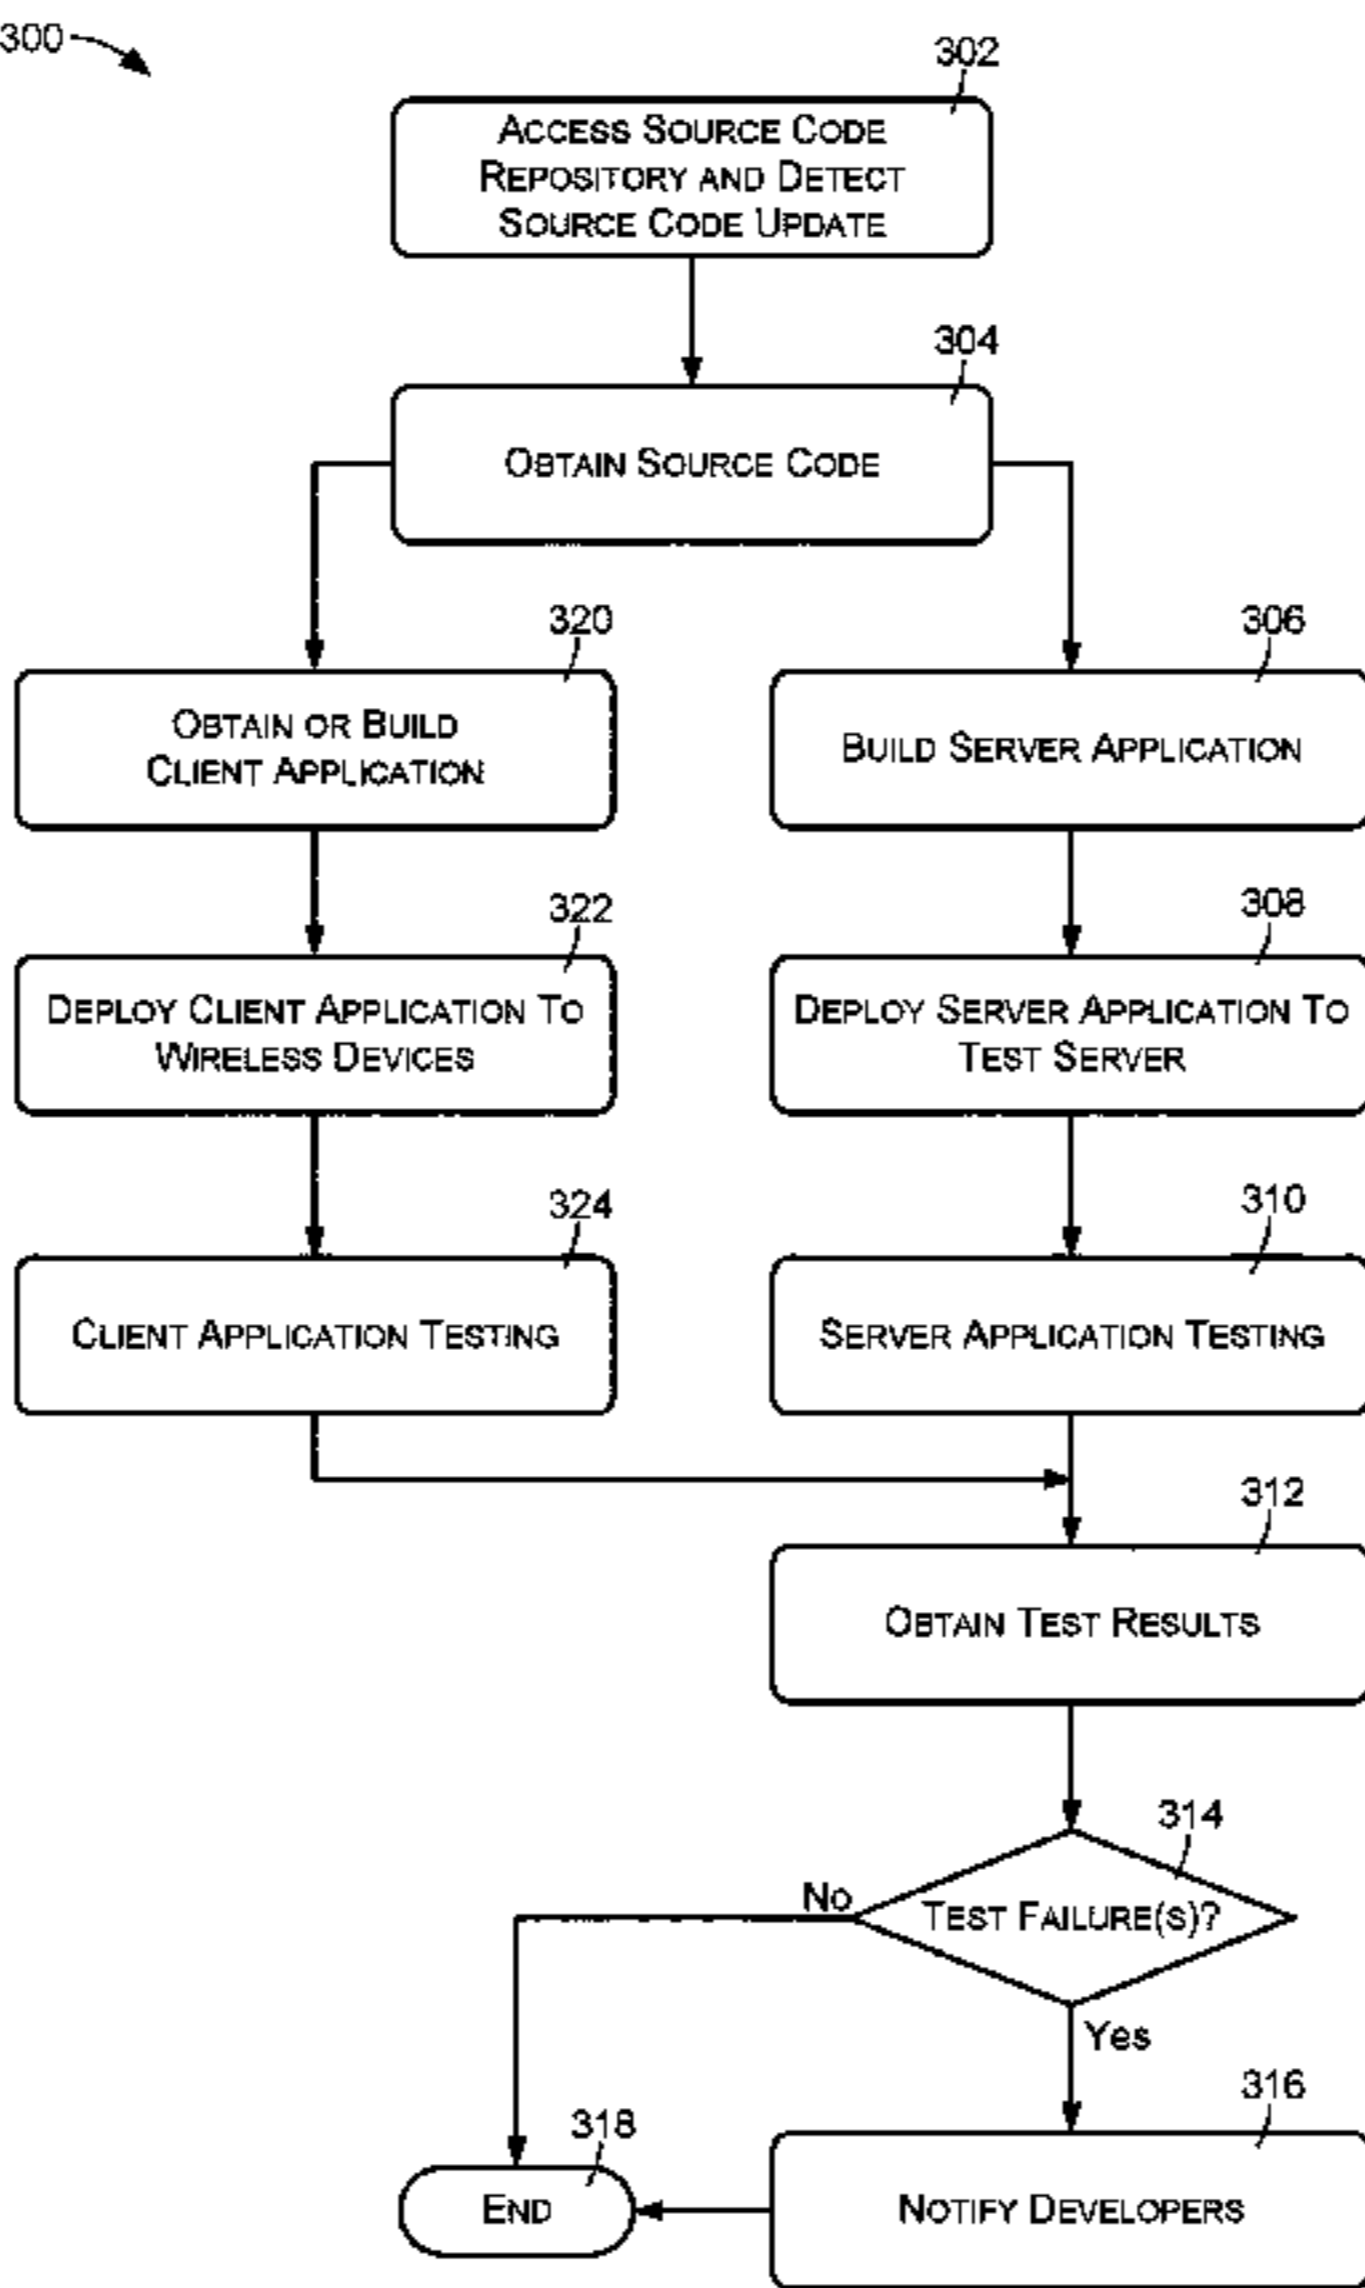 300
302
ACCESS SOURCE CODE
REPOSITORY AND DETECT
SOURCE CODE UPDATE
304
OBTAIN SOURCE CODE
320
OBTAIN OR BUILD
CLIENT APPLICATION
306
BUILD SERVER APPLICATION
322
DEPLOY CLIENT APPLICATION TO
WIRELESS DEVICES
308
DEPLOY SERVER APPLICATION TO
TEST SERVER
324
CLIENT APPLICATION TESTING
310
SERVER APPLICATION TESTING
312
OBTAIN TEST RESULTS
314
TEST FAILURE(S)?
No
Yes
316
NOTIFY DEVELOPERS
318
END